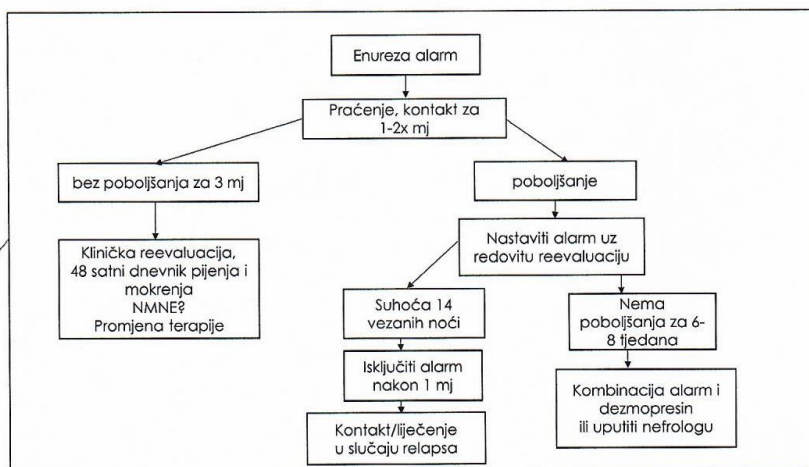 Enureza alarm
Praćenje, kontakt za
1-2x mj
bez poboljšanja za 3 mj
poboljšanje
Klinička reevaluacija,
48 satni dnevnik pijenja i
mokrenja
NMNE?
Promjena terapije
Nastaviti alarm uz
redovitu reevaluaciju
Suhoća 14
vezanih noći
Nema
poboljšanja za 6-
8 tjedana
Isključiti alarm
nakon 1 mj
Kombinacija alarm i
dezmopresin
ili uputiti nefrologu
Kontakt/liječenje
u slučaju relapsa